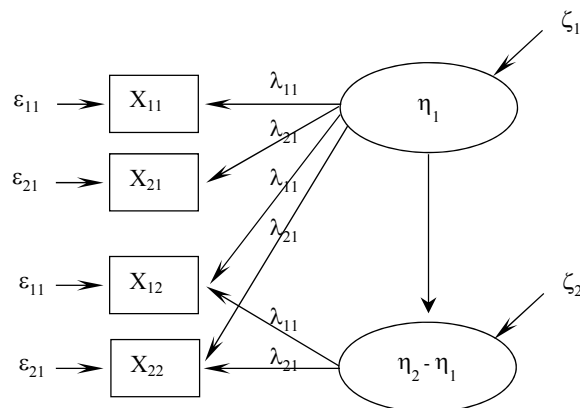 ζ₁
λ₁₁
ε₁₁ X₁₁ η₁
λ₂₁
ε₂₁ X₂₁ λ₁₁
λ₂₁
ε₁₁ X₁₂ ζ₂
λ₁₁
ε₂₁ X₂₂ λ₂₁ η₂ - η₁